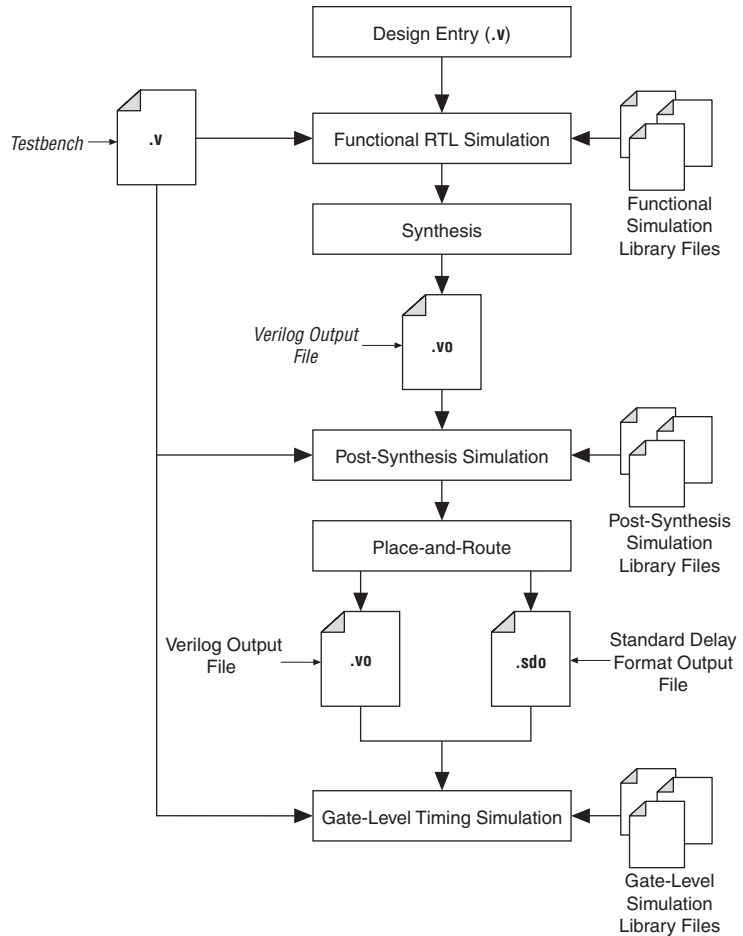 Design Entry (.v)
Testbench
.v
Functional RTL Simulation
Functional
Simulation
Library Files
Synthesis
Verilog Output
File
.vo
Post-Synthesis Simulation
Post-Synthesis
Simulation
Library Files
Place-and-Route
Verilog Output
File
.vo
.sdo
Standard Delay
Format Output
File
Gate-Level Timing Simulation
Gate-Level
Simulation
Library Files